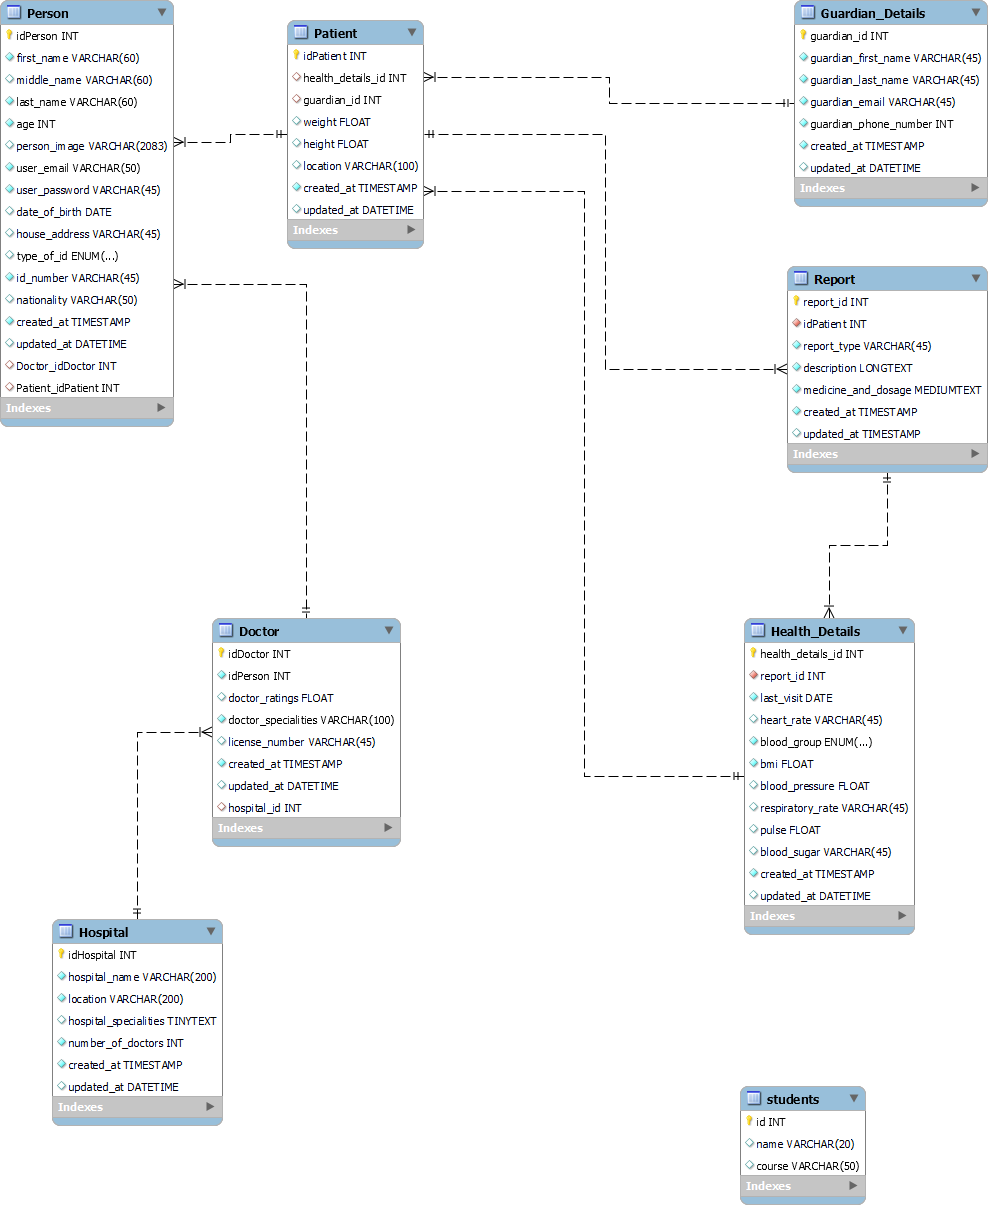 Person
idPerson INT
first_name VARCHAR(60)
middle_name VARCHAR(60)
last_name VARCHAR(60)
age INT
person_image VARCHAR(2083)
user_email VARCHAR(50)
user_password VARCHAR(45)
date_of_birth DATE
house_address VARCHAR(45)
type_of_id ENUM(...)
id_number VARCHAR(45)
nationality VARCHAR(50)
created_at TIMESTAMP
updated_at DATETIME
Doctor_idDoctor INT
Patient_idPatient INT
Indexes
Patient
idPatient INT
health_details_id INT
guardian_id INT
weight FLOAT
height FLOAT
location VARCHAR(100)
created_at TIMESTAMP
updated_at DATETIME
Indexes
Guardian_Details
guardian_id INT
guardian_first_name VARCHAR(45)
guardian_last_name VARCHAR(45)
guardian_email VARCHAR(45)
guardian_phone_number INT
created_at TIMESTAMP
updated_at DATETIME
Indexes
Report
report_id INT
idPatient INT
report_type VARCHAR(45)
description LONGTEXT
medicine_and_dosage MEDIUMTEXT
created_at TIMESTAMP
updated_at TIMESTAMP
Indexes
Doctor
idDoctor INT
idPerson INT
doctor_ratings FLOAT
doctor_specialities VARCHAR(100)
license_number VARCHAR(45)
created_at TIMESTAMP
updated_at DATETIME
hospital_id INT
Indexes
Health_Details
health_details_id INT
report_id INT
last_visit DATE
heart_rate VARCHAR(45)
blood_group ENUM(...)
bmi FLOAT
blood_pressure FLOAT
respiratory_rate VARCHAR(45)
pulse FLOAT
blood_sugar VARCHAR(45)
created_at TIMESTAMP
updated_at DATETIME
Indexes
Hospital
idHospital INT
hospital_name VARCHAR(200)
location VARCHAR(200)
hospital_specialities TINYTEXT
number_of_doctors INT
created_at TIMESTAMP
updated_at DATETIME
Indexes
students
id INT
name VARCHAR(20)
course VARCHAR(50)
Indexes